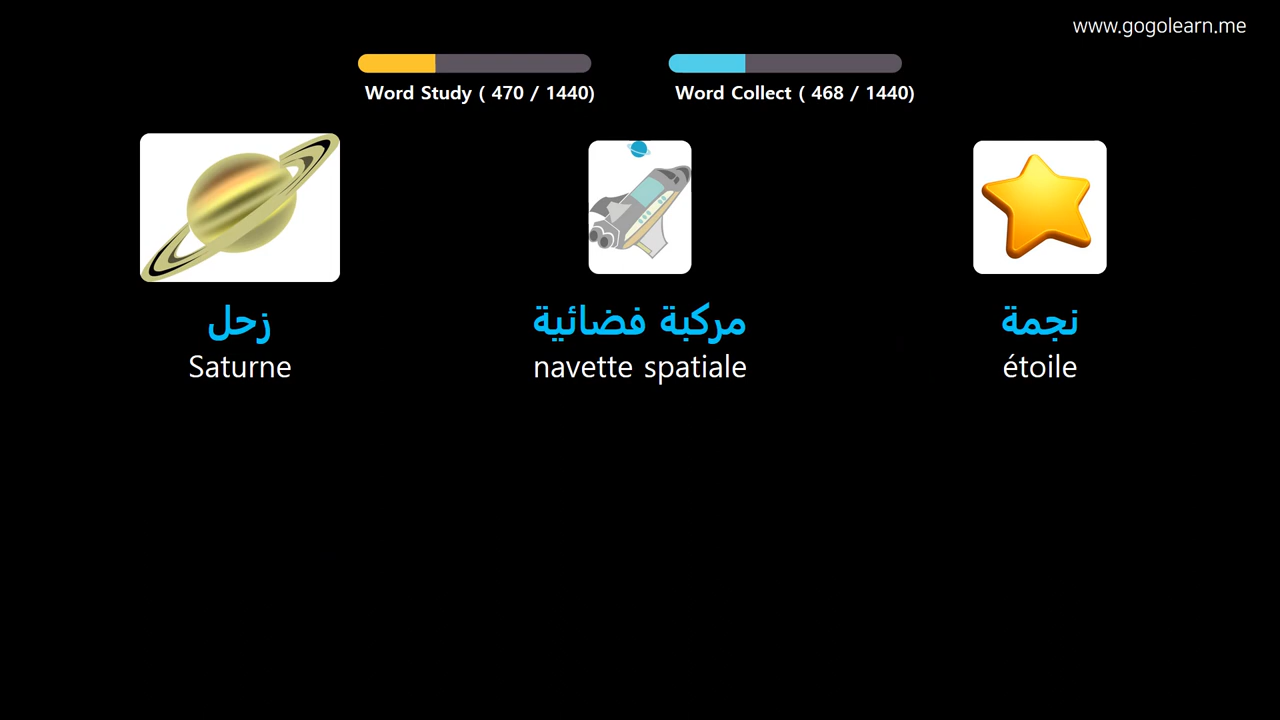 www.gogolearn.me
Word Study ( 470 / 1440)
Word Collect ( 468 / 1440)
زحل
Saturne
مركبة فضائية
navette spatiale
نجمة
étoile